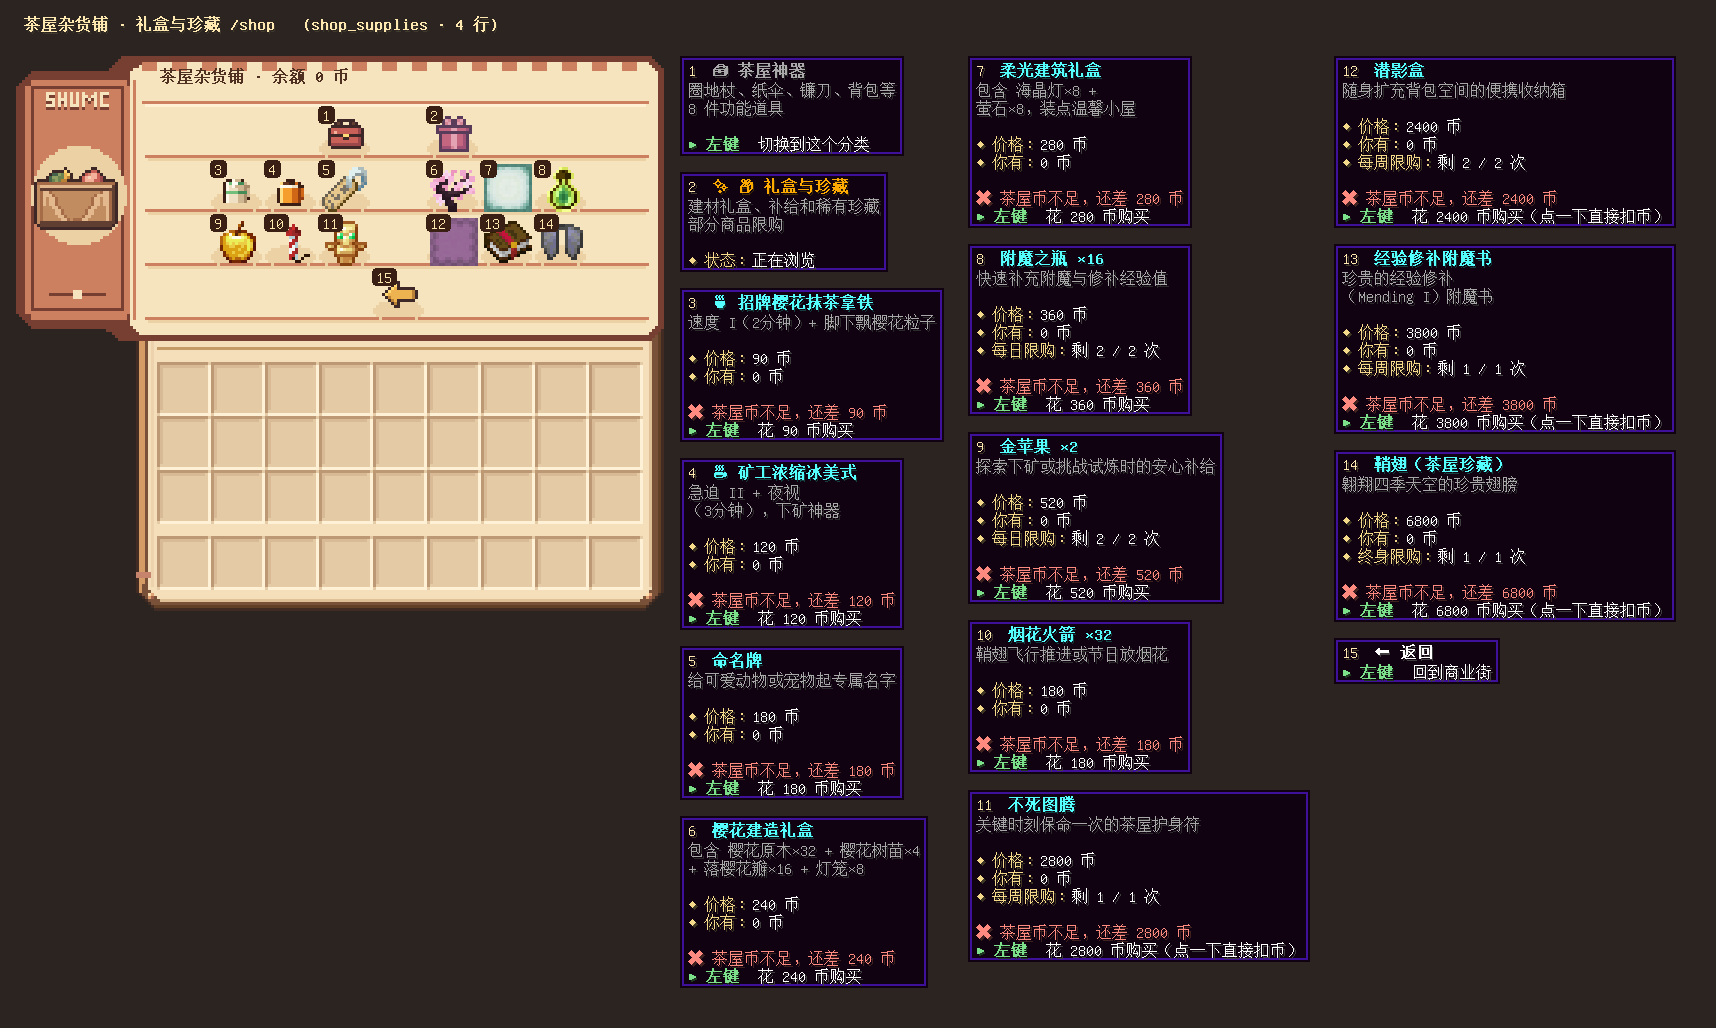 茶屋杂货铺 · 礼盒与珍藏 /shop (shop_supplies · 4 行)
SHUMC
茶屋杂货铺 · 余额 0 币
1
2
3
4
5
6
7
8
9
10
11
12
13
14
15
1 茶屋神器
圈地杖、纸伞、镰刀、背包等
8 件功能道具
▶ 左键 切换到这个分类
2 礼盒与珍藏
建材礼盒、补给和稀有珍藏
部分商品限购
◆ 状态：正在浏览
3 招牌樱花抹茶拿铁
速度 I（2分钟）+ 脚下飘樱花粒子
◆ 价格：90 币
◆ 你有：0 币
✖ 茶屋币不足，还差 90 币
▶ 左键 花 90 币购买
4 矿工浓缩冰美式
急迫 II + 夜视
（3分钟），下矿神器
◆ 价格：120 币
◆ 你有：0 币
✖ 茶屋币不足，还差 120 币
▶ 左键 花 120 币购买
5 命名牌
给可爱动物或宠物起专属名字
◆ 价格：180 币
◆ 你有：0 币
✖ 茶屋币不足，还差 180 币
▶ 左键 花 180 币购买
6 樱花建造礼盒
包含 樱花原木×32 + 樱花树苗×4
+ 落樱花瓣×16 + 灯笼×8
◆ 价格：240 币
◆ 你有：0 币
✖ 茶屋币不足，还差 240 币
▶ 左键 花 240 币购买
7 柔光建筑礼盒
包含 海晶灯×8 +
萤石×8，装点温馨小屋
◆ 价格：280 币
◆ 你有：0 币
✖ 茶屋币不足，还差 280 币
▶ 左键 花 280 币购买
8 附魔之瓶 ×16
快速补充附魔与修补经验值
◆ 价格：360 币
◆ 你有：0 币
◆ 每日限购：剩 2 / 2 次
✖ 茶屋币不足，还差 360 币
▶ 左键 花 360 币购买
9 金苹果 ×2
探索下矿或挑战试炼时的安心补给
◆ 价格：520 币
◆ 你有：0 币
◆ 每日限购：剩 2 / 2 次
✖ 茶屋币不足，还差 520 币
▶ 左键 花 520 币购买
10 烟花火箭 ×32
鞘翅飞行推进或节日放烟花
◆ 价格：180 币
◆ 你有：0 币
✖ 茶屋币不足，还差 180 币
▶ 左键 花 180 币购买
11 不死图腾
关键时刻保命一次的茶屋护身符
◆ 价格：2800 币
◆ 你有：0 币
◆ 每周限购：剩 1 / 1 次
✖ 茶屋币不足，还差 2800 币
▶ 左键 花 2800 币购买（点一下直接扣币）
12 潜影盒
随身扩充背包空间的便携收纳箱
◆ 价格：2400 币
◆ 你有：0 币
◆ 每周限购：剩 2 / 2 次
✖ 茶屋币不足，还差 2400 币
▶ 左键 花 2400 币购买（点一下直接扣币）
13 经验修补附魔书
珍贵的经验修补
（Mending I）附魔书
◆ 价格：3800 币
◆ 你有：0 币
◆ 每周限购：剩 1 / 1 次
✖ 茶屋币不足，还差 3800 币
▶ 左键 花 3800 币购买（点一下直接扣币）
14 鞘翅（茶屋珍藏）
翱翔四季天空的珍贵翅膀
◆ 价格：6800 币
◆ 你有：0 币
◆ 终身限购：剩 1 / 1 次
✖ 茶屋币不足，还差 6800 币
▶ 左键 花 6800 币购买（点一下直接扣币）
15 ⬅ 返回
▶ 左键 回到商业街